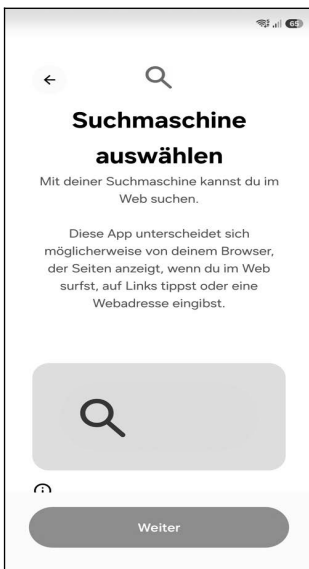 65
Suchmaschine
auswählen
Mit deiner Suchmaschine kannst du im
Web suchen.
Diese App unterscheidet sich
möglicherweise von deinem Browser,
der Seiten anzeigt, wenn du im Web
surfst, auf Links tippst oder eine
Webadresse eingibst.
Weiter